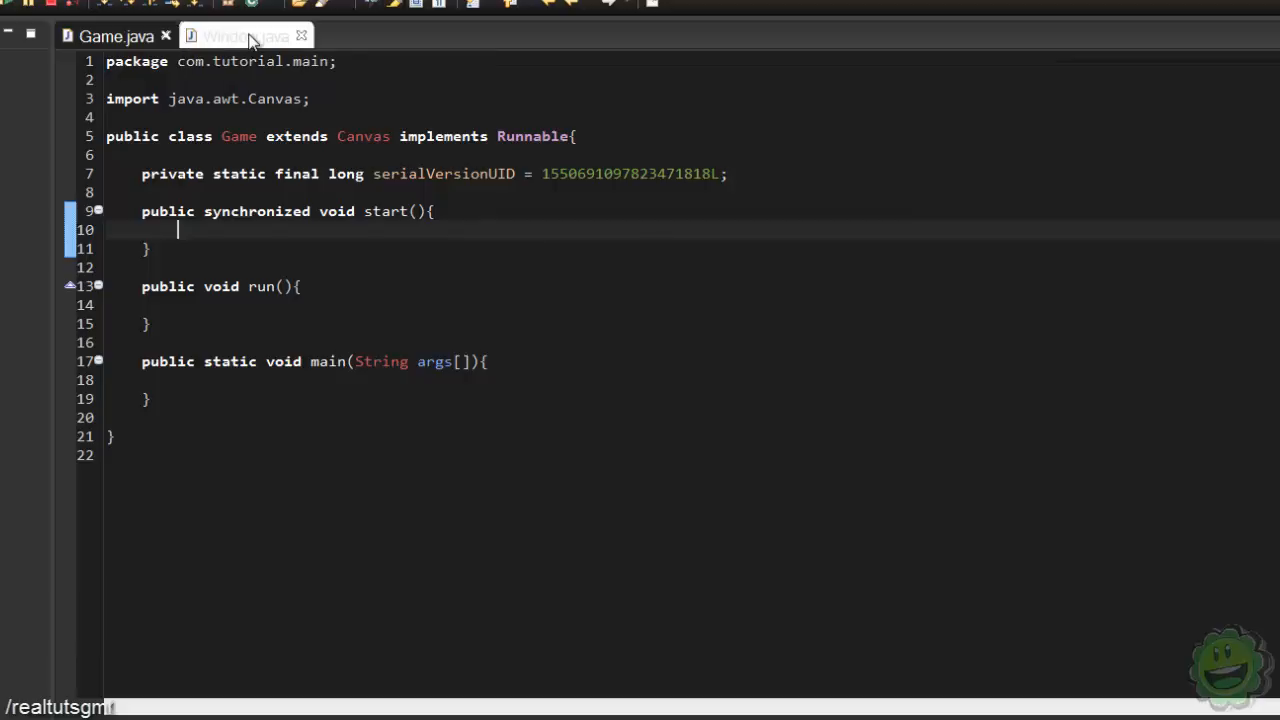 Game.java
Window.java
1 package com.tutorial.main;
2
3 import java.awt.Canvas;
4
5 public class Game extends Canvas implements Runnable{
6
7 private static final long serialVersionUID = 1550691097823471818L;
8
9 public synchronized void start(){
10
11 }
12
13 public void run(){
14
15 }
16
17 public static void main(String args[]){
18
19 }
20
21 }
22
/realtutsgml